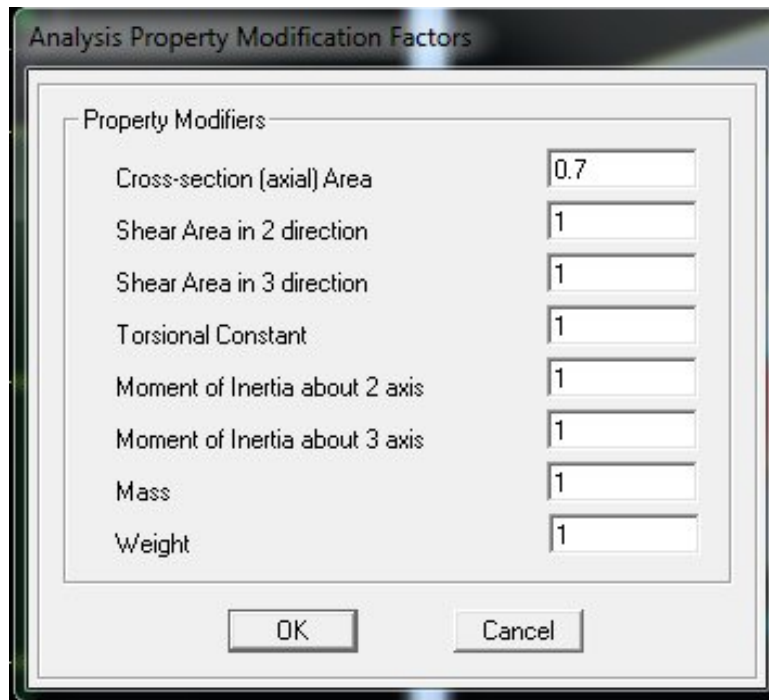 Analysis Property Modification Factors
Property Modifiers
Cross-section (axial) Area 0.7
Shear Area in 2 direction 1
Shear Area in 3 direction 1
Torsional Constant 1
Moment of Inertia about 2 axis 1
Moment of Inertia about 3 axis 1
Mass 1
Weight 1
OK Cancel